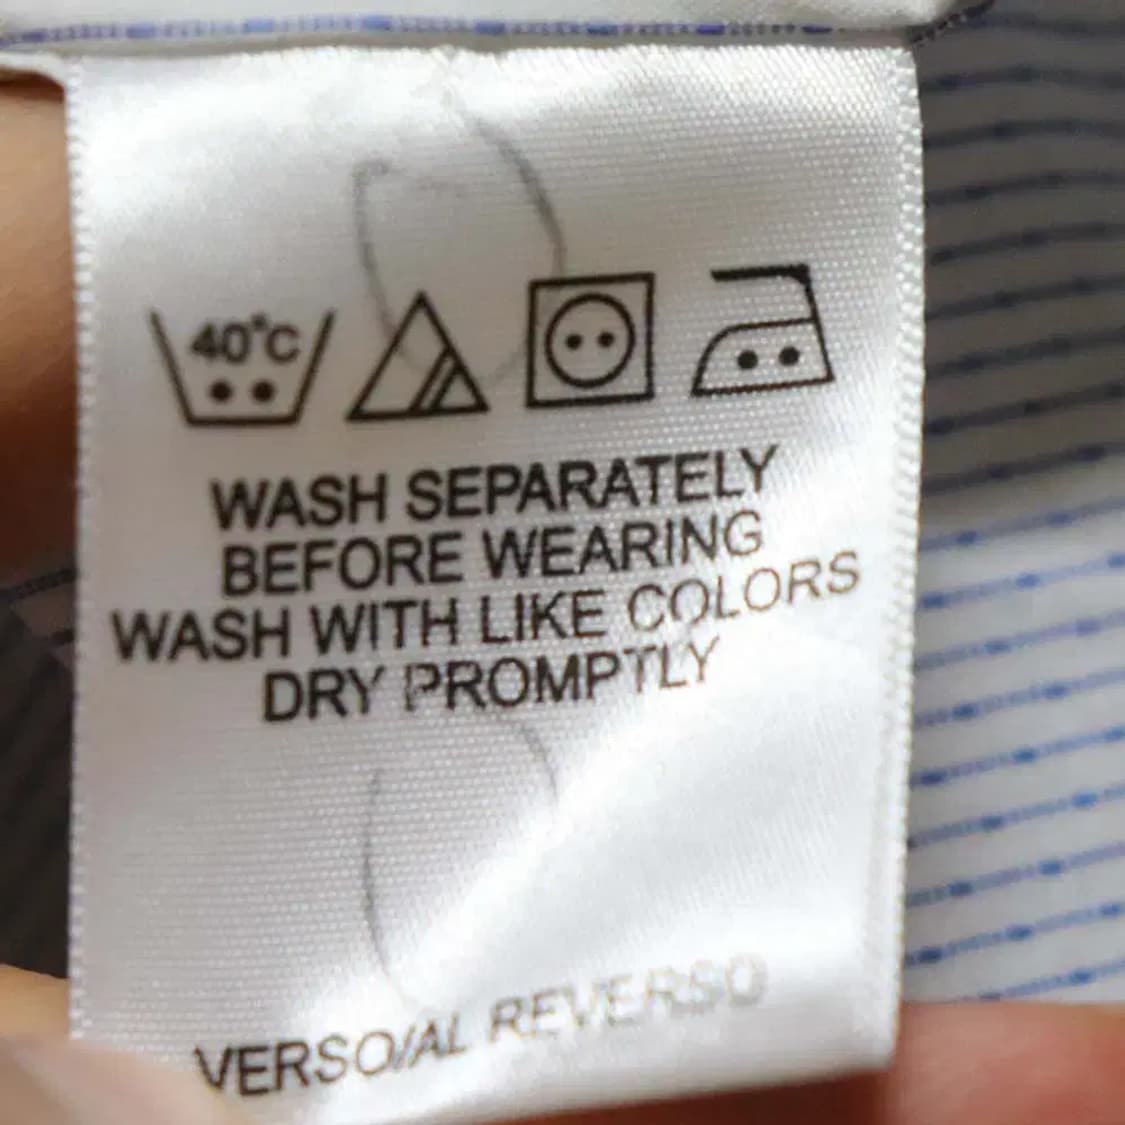 40°C
WASH SEPARATELY
BEFORE WEARING
WASH WITH LIKE COLORS
DRY PROMPTLY
VERSO/AL REVERSO